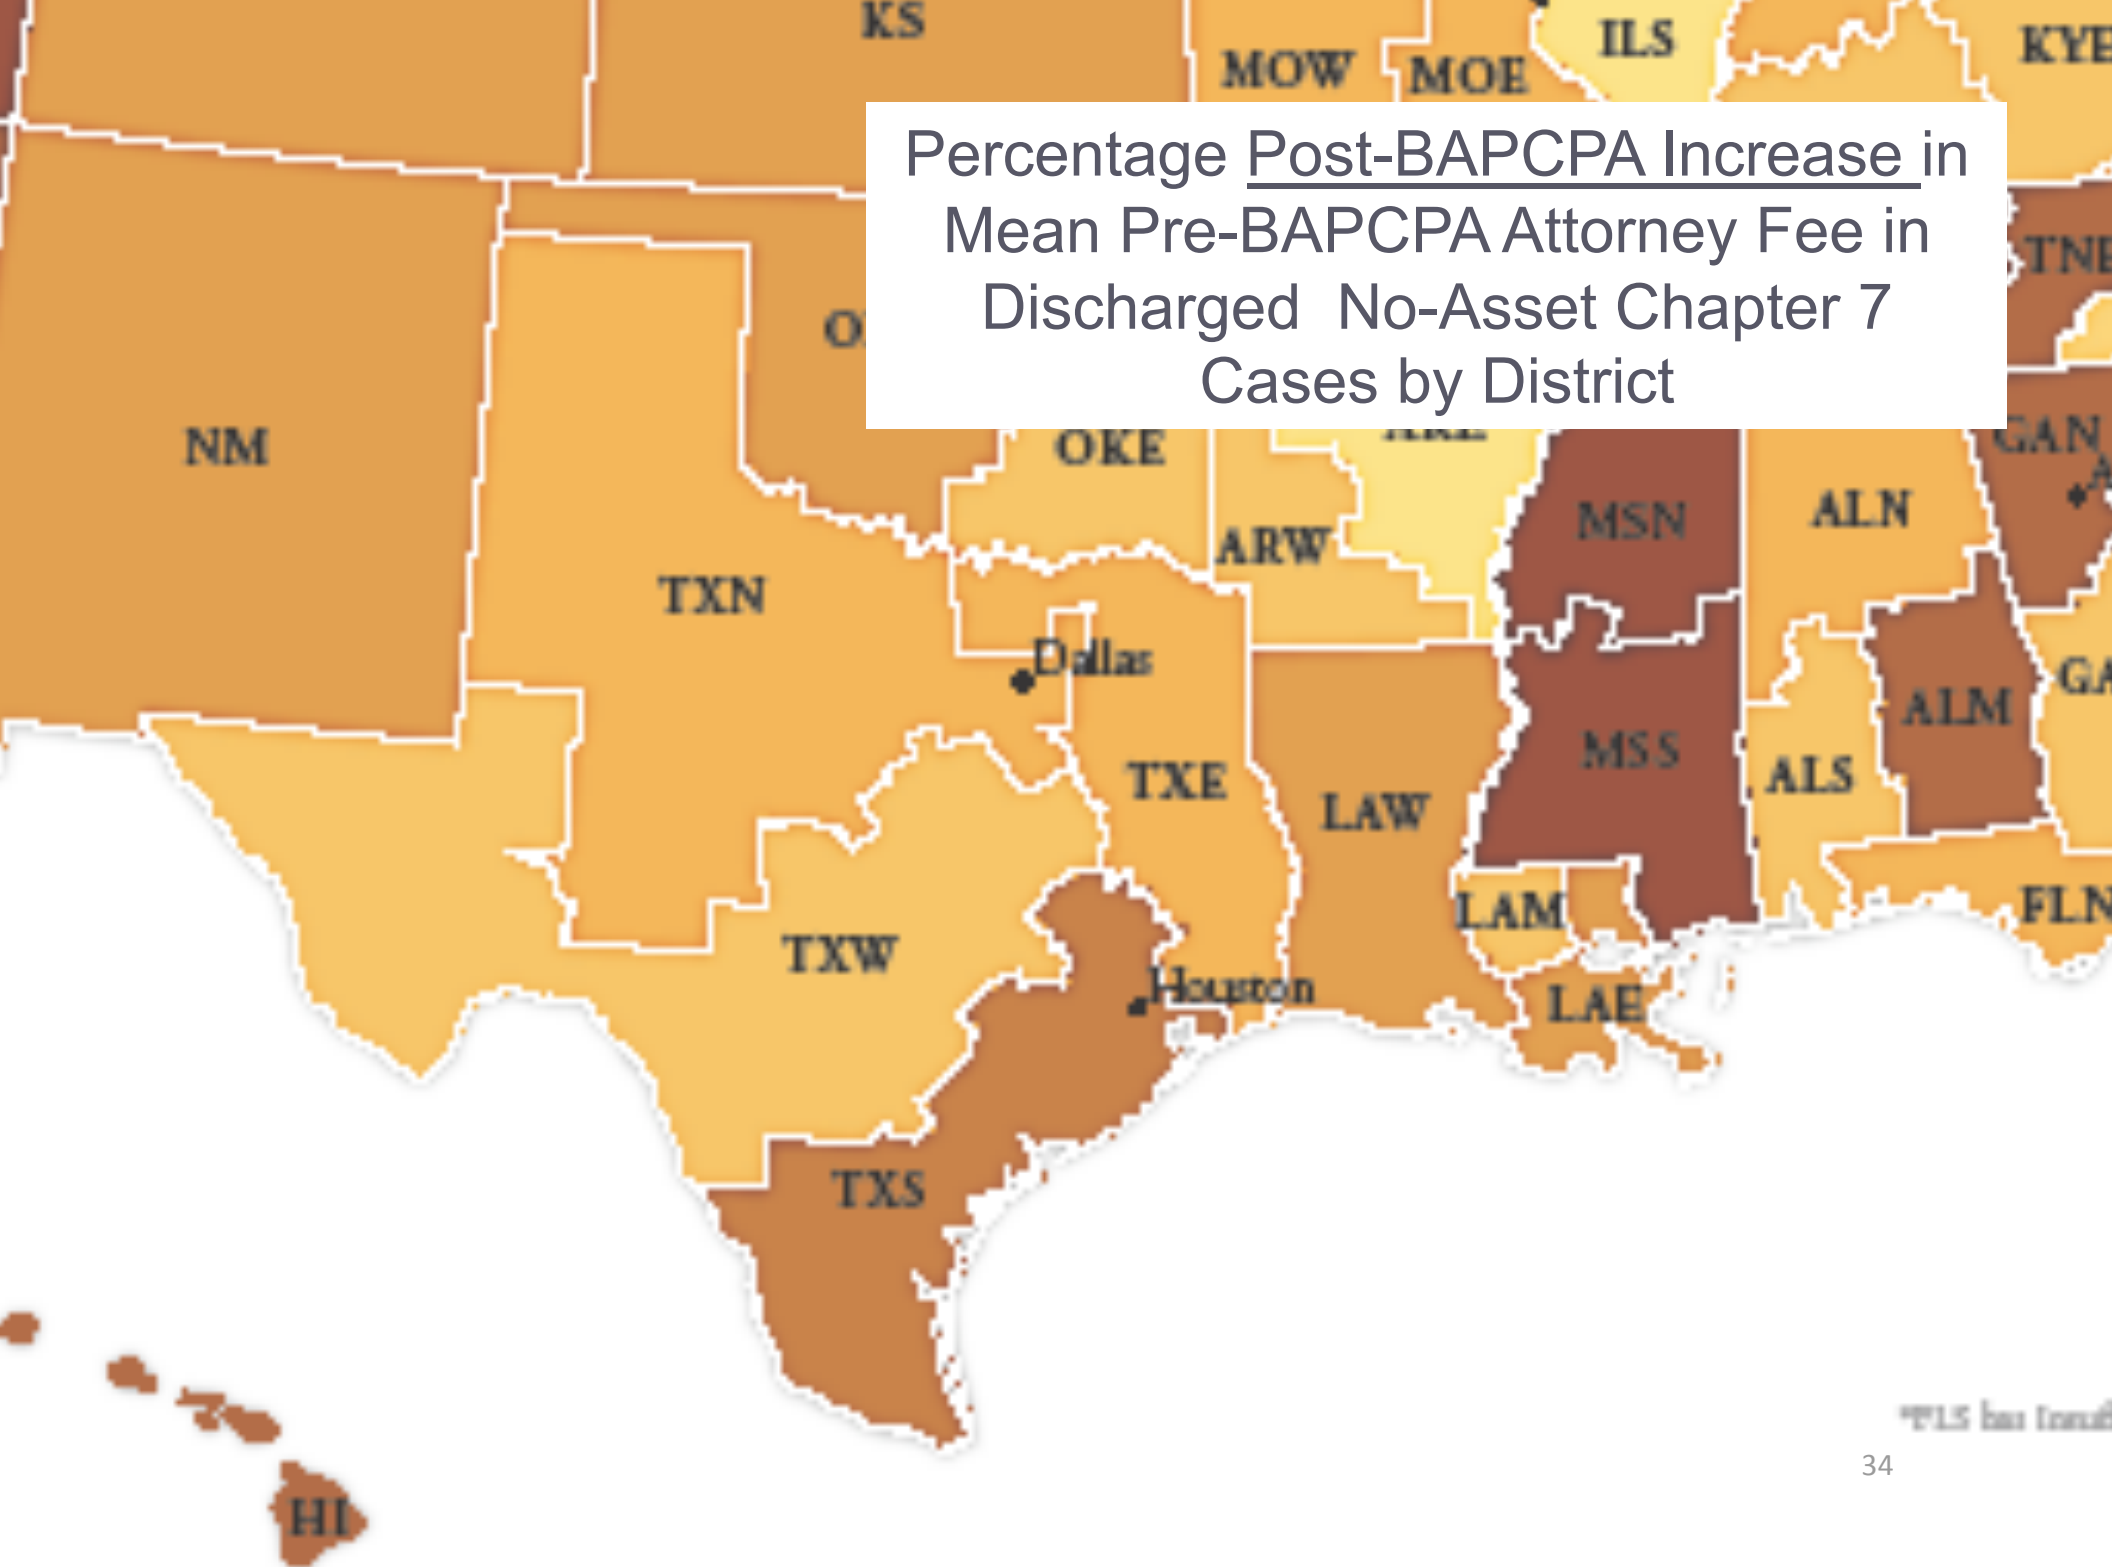 KS
MOW
MOE
ILS
Percentage Post-BAPCPA Increase in
Mean Pre-BAPCPA Attorney Fee in
Discharged No-Asset Chapter 7
Cases by District
NM
OKE
GAN
MSN
ALN
ARW
TXN
Dallas
ALM
MSS
TXE
ALS
LAW
LAM
FLN
TXW
Houston
LAE
TXS
*FLS has
34
HI